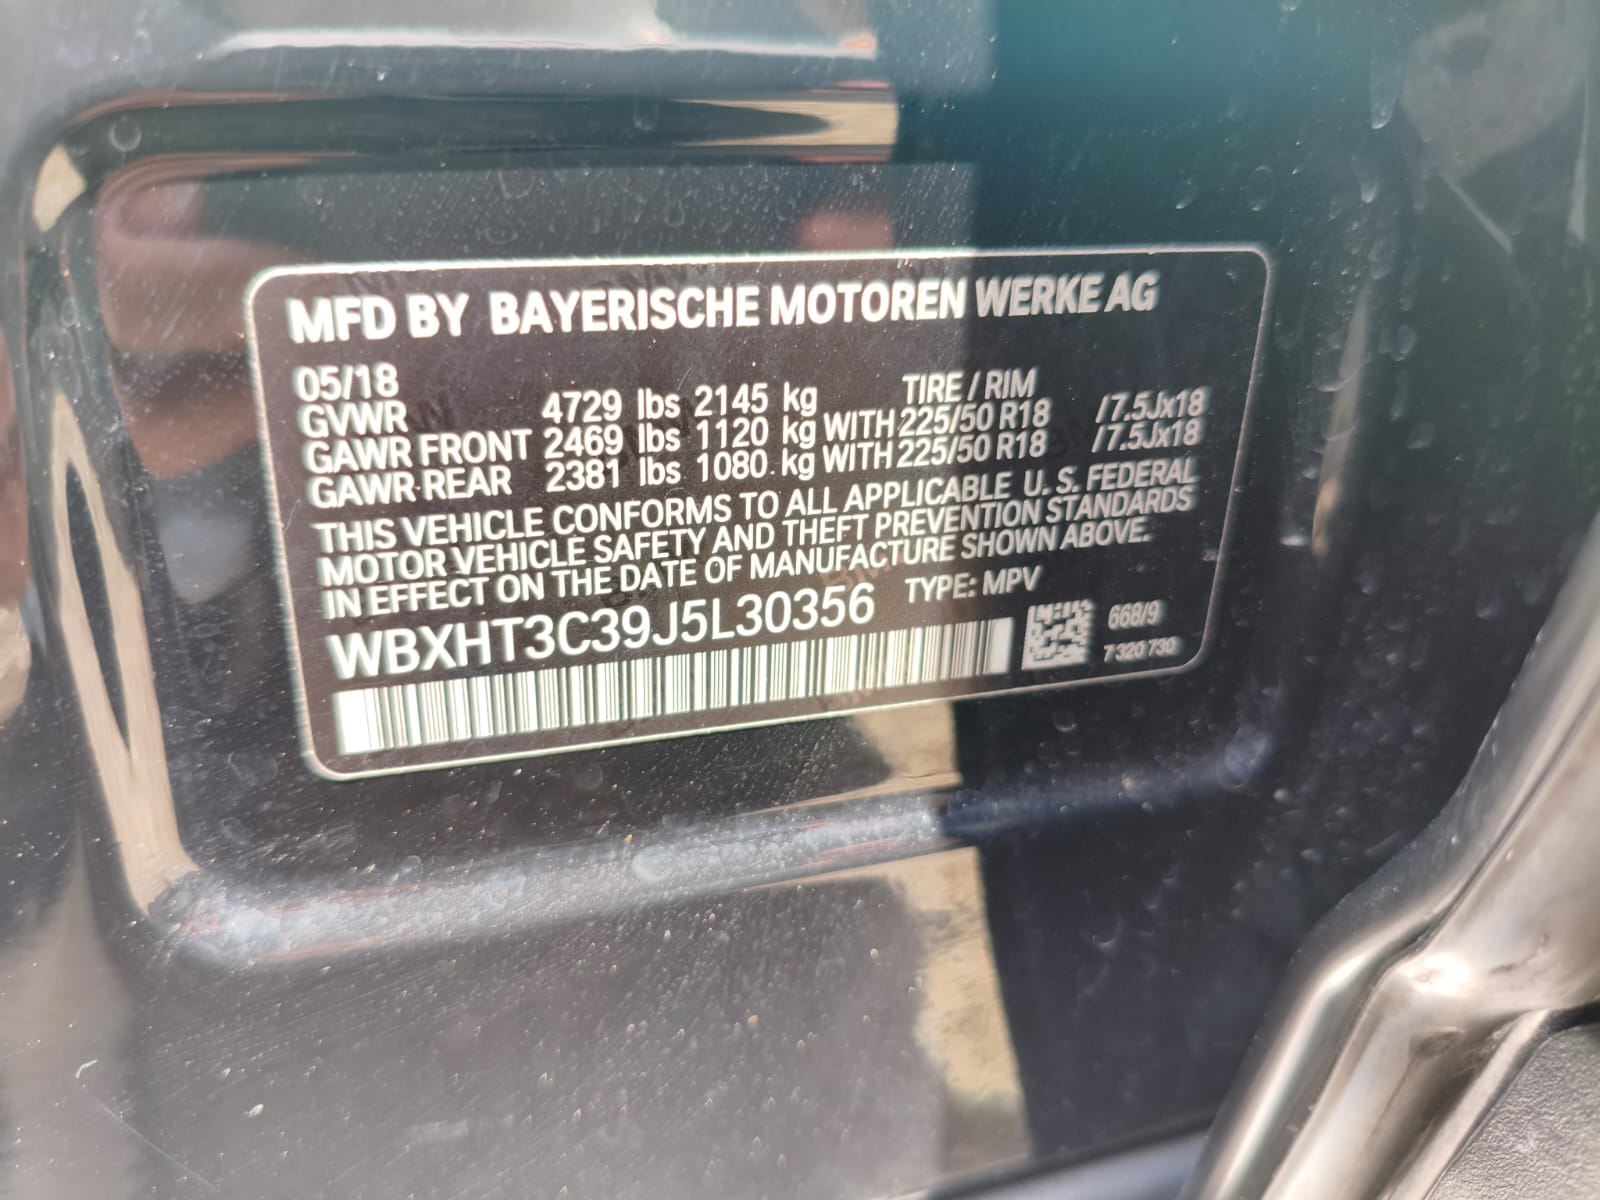 MFD BY BAYERISCHE MOTOREN WERKE AG
05/18 TIRE / RIM
GVWR 4729 lbs 2145 kg
GAWR FRONT 2469 lbs 1120 kg WITH 225/50 R18 /7.5Jx18
GAWR REAR 2381 lbs 1080 kg WITH 225/50 R18 /7.5Jx18
THIS VEHICLE CONFORMS TO ALL APPLICABLE U. S. FEDERAL
MOTOR VEHICLE SAFETY AND THEFT PREVENTION STANDARDS
IN EFFECT ON THE DATE OF MANUFACTURE SHOWN ABOVE.
WBXHT3C39J5L30356 TYPE: MPV
668/9
7 320 730